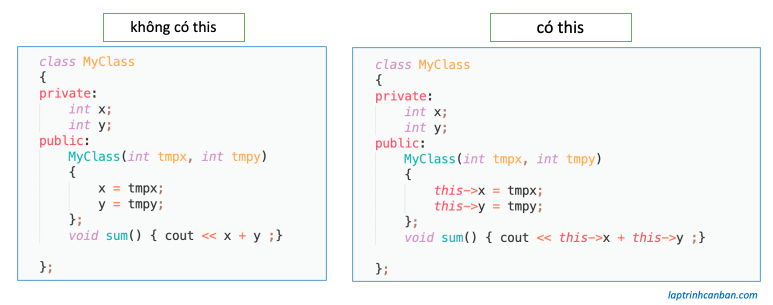 không có this
class MyClass
{
private:
int x;
int y;
public:
MyClass(int tmpx, int tmpy)
{
x = tmpx;
y = tmpy;
};
void sum() { cout << x + y ;}
};
có this
class MyClass
{
private:
int x;
int y;
public:
MyClass(int tmpx, int tmpy)
{
this->x = tmpx;
this->y = tmpy;
};
void sum() { cout << this->x + this->y ;}
};
laptrinhcanban.com